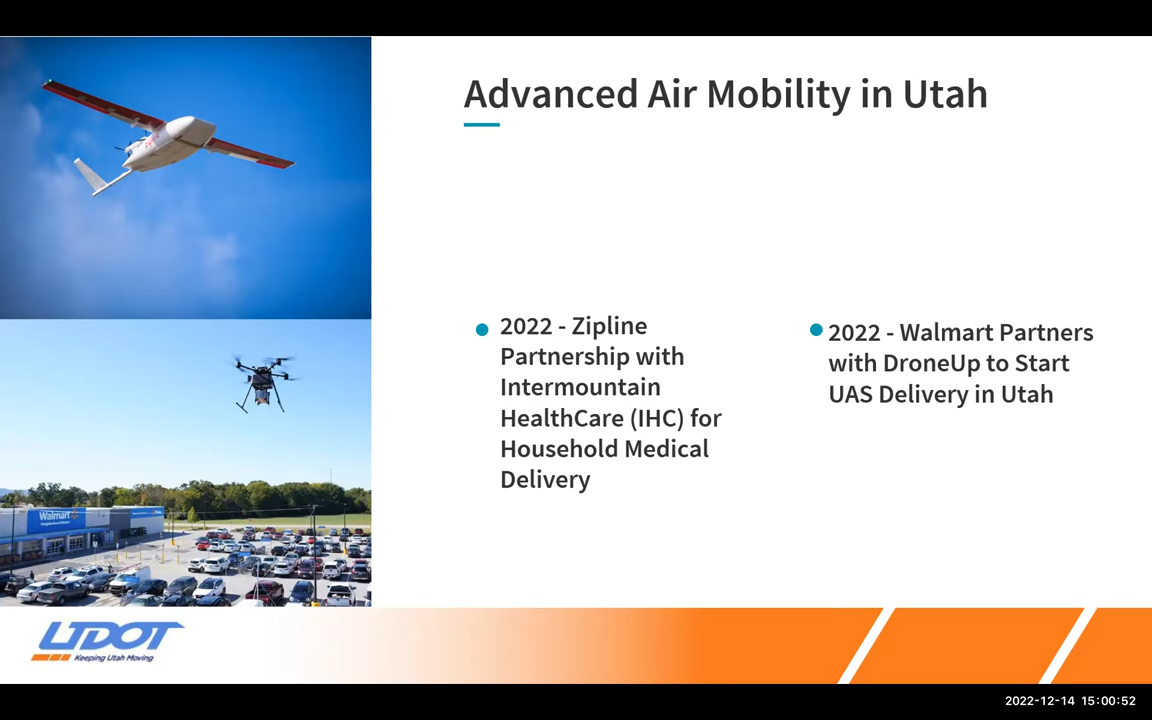 Advanced Air Mobility in Utah
2022 - Zipline
Partnership with
Intermountain
HealthCare (IHC) for
Household Medical
Delivery
2022 - Walmart Partners
with DroneUp to Start
UAS Delivery in Utah
Walmart
UDOT
Keeping Utah Moving
2022-12-14 15:00:52